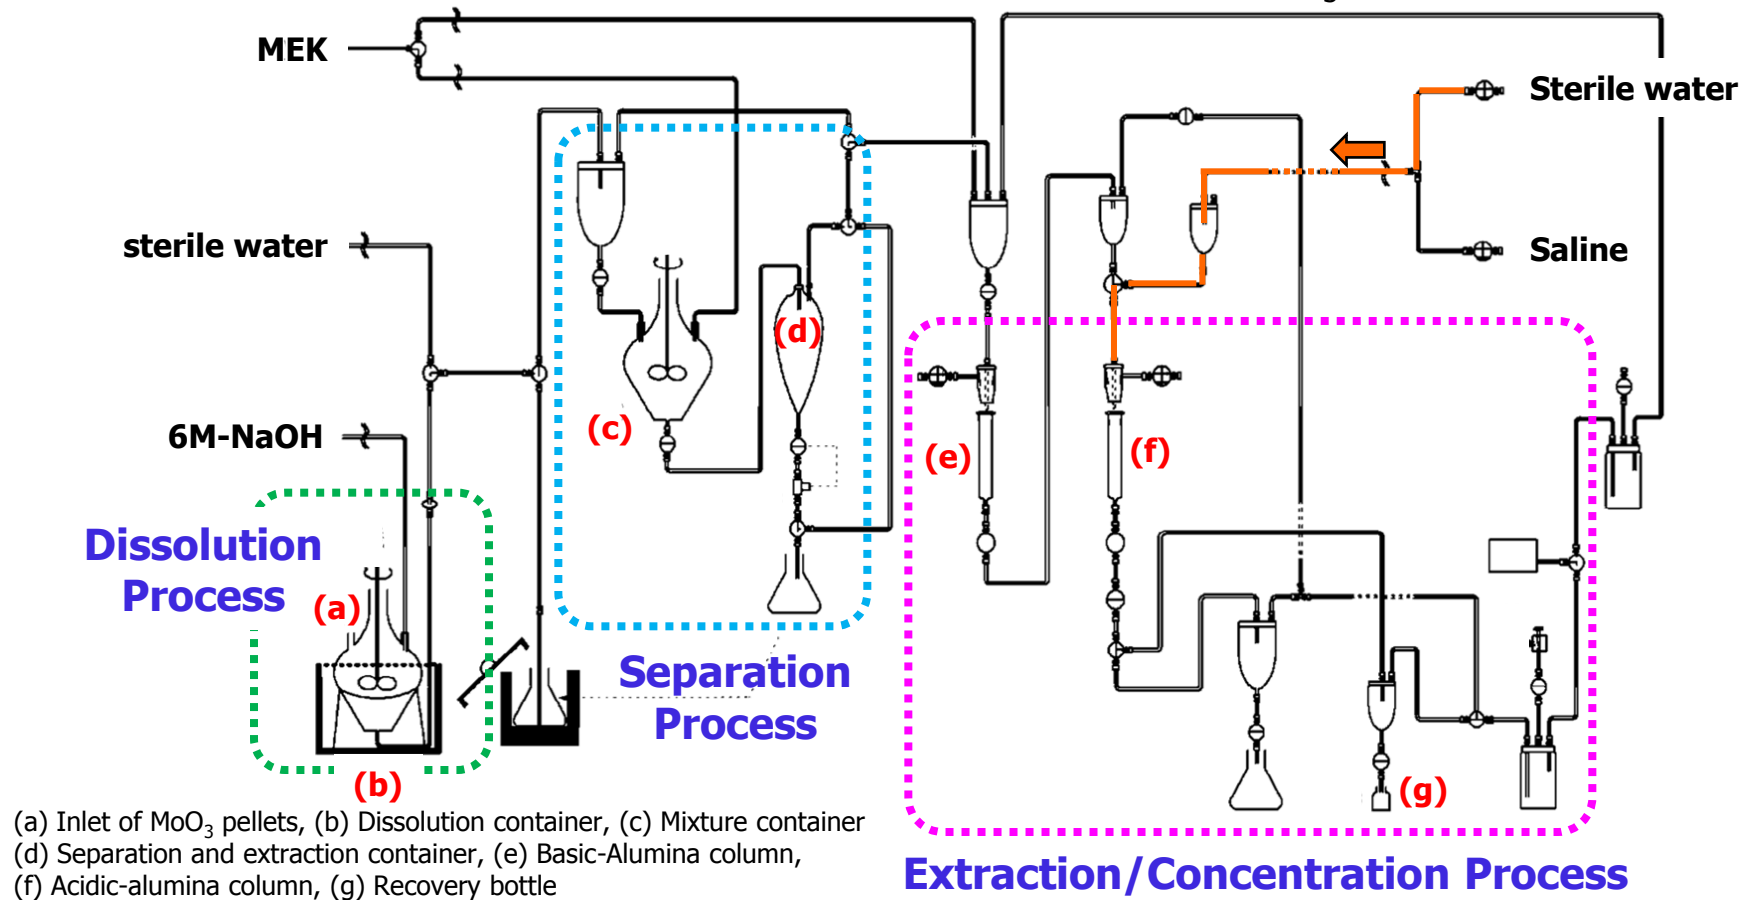 MEK
Sterile water
sterile water
Saline
6M-NaOH
(a)
(b)
(c)
(d)
(e)
(f)
(g)
Dissolution
Process
Separation
Process
Extraction/Concentration Process
(a) Inlet of MoO₃ pellets, (b) Dissolution container, (c) Mixture container
(d) Separation and extraction container, (e) Basic-Alumina column,
(f) Acidic-alumina column, (g) Recovery bottle